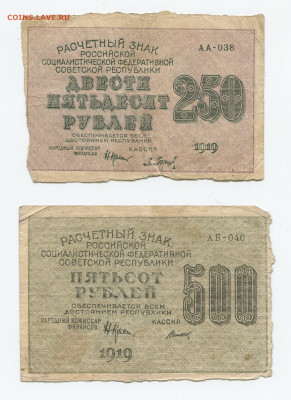 COINS.LAVE.RU
РАСЧЕТНЫЙ ЗНАК
АА-038
РОССИЙСКОЙ
СОЦИАЛИСТИЧЕСКОЙ ФЕДЕРАТИВНОЙ
СОВЕТСКОЙ РЕСПУБЛИКИ
ДВЕСТИ
ПЯТЬДЕСЯТ
РУБЛЕЙ
250
ОБЕСПЕЧИВАЕТСЯ ВСЕМ
ДОСТОЯНИЕМ РЕСПУБЛИКИ
НАРОДНЫЙ КОМИССАР
ФИНАНСОВ
КАССИР
1919
РАСЧЕТНЫЙ ЗНАК
АБ-040
РОССИЙСКОЙ
СОЦИАЛИСТИЧЕСКОЙ ФЕДЕРАТИВНОЙ
СОВЕТСКОЙ РЕСПУБЛИКИ
ПЯТЬСОТ
РУБЛЕЙ
500
ОБЕСПЕЧИВАЕТСЯ ВСЕМ
ДОСТОЯНИЕМ РЕСПУБЛИКИ
НАРОДНЫЙ КОМИССАР
ФИНАНСОВ
КАССИР
1919